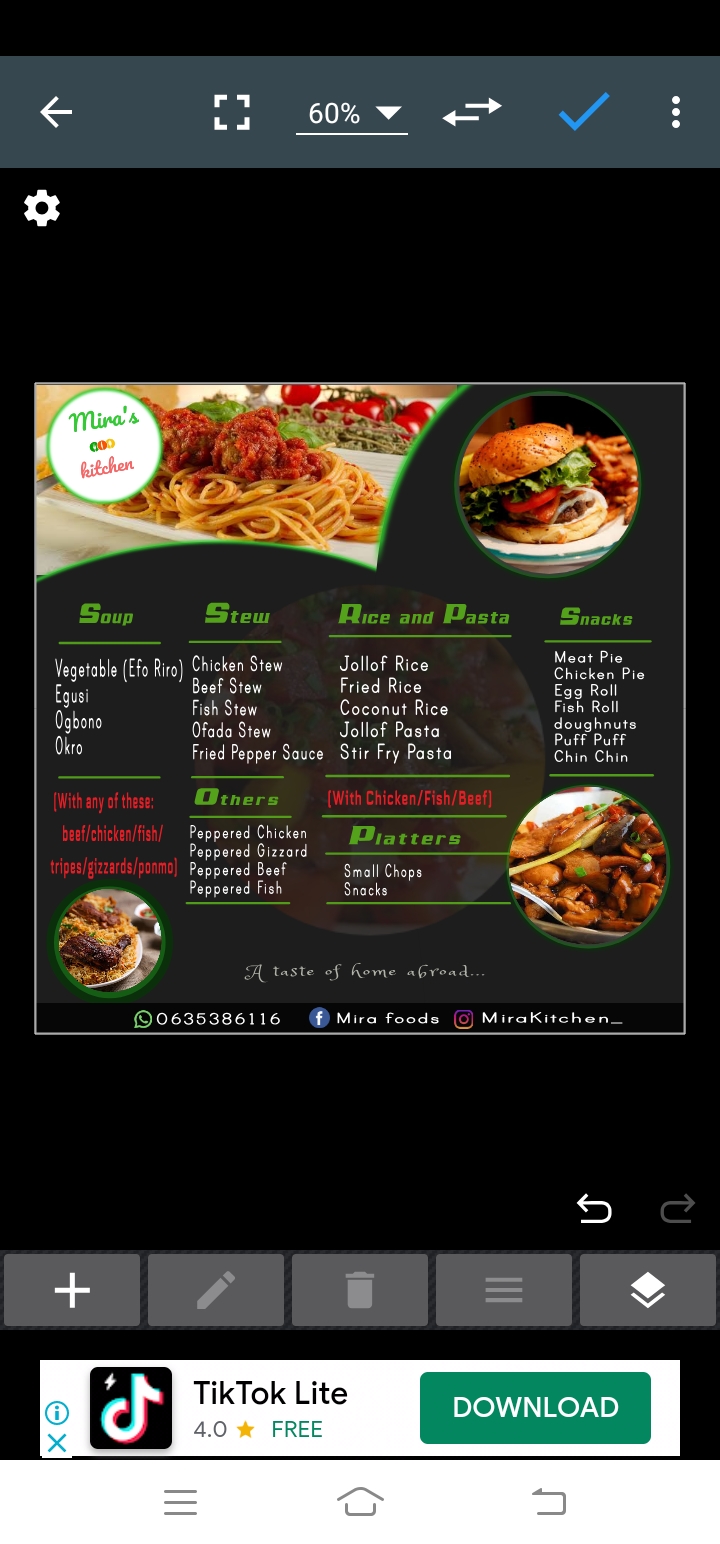 60%
Mira's
kitchen
Soup
Vegetable (Efo Riro)
Egusi
Ogbono
Okro
[With any of these:
beef/chicken/fish/
tripes/gizzards/ponmo]
Stew
Chicken Stew
Beef Stew
Fish Stew
Ofada Stew
Fried Pepper Sauce
Others
Peppered Chicken
Peppered Gizzard
Peppered Beef
Peppered Fish
Rice and Pasta
Jollof Rice
Fried Rice
Coconut Rice
Jollof Pasta
Stir Fry Pasta
[With Chicken/Fish/Beef]
Platters
Small Chops
Snacks
Snacks
Meat Pie
Chicken Pie
Egg Roll
Fish Roll
doughnuts
Puff Puff
Chin Chin
A taste of home abroad...
0635386116 Mira foods MiraKitchen_
TikTok Lite
4.0 FREE
DOWNLOAD